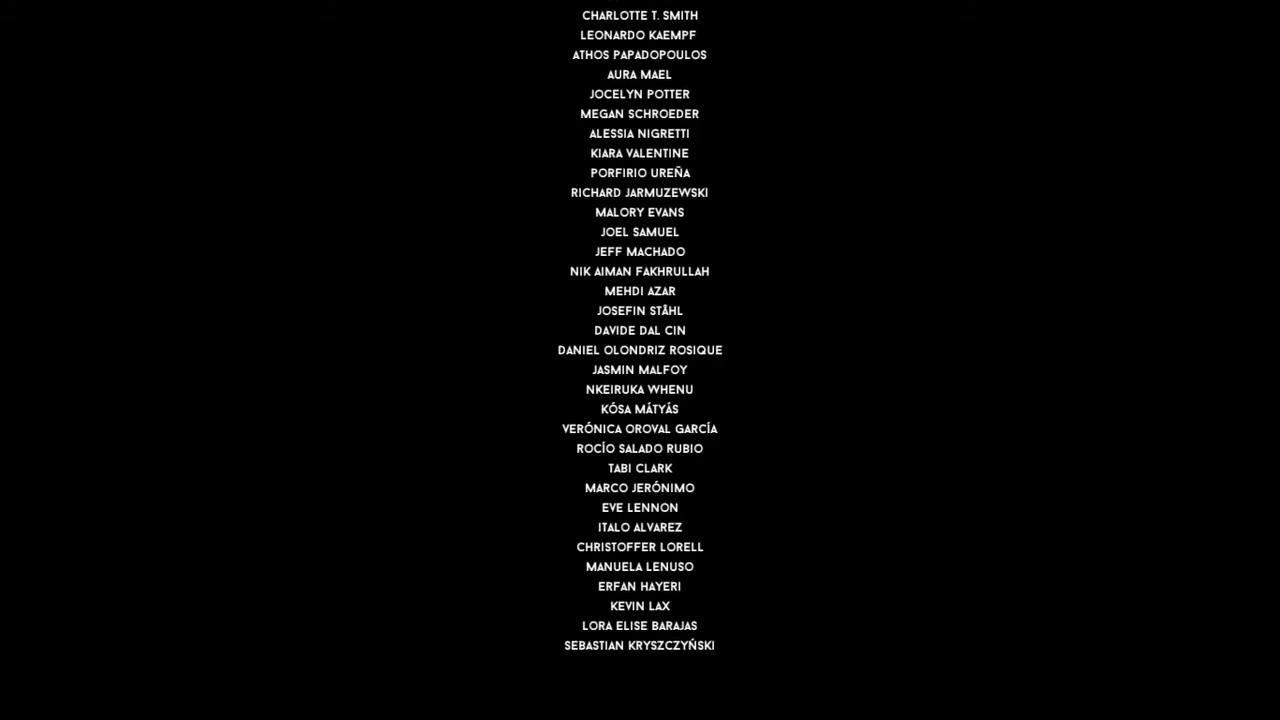 CHARLOTTE T. SMITH
LEONARDO KAEMPF
ATHOS PAPADOPOULOS
AURA MAEL
JOCELYN POTTER
MEGAN SCHROEDER
ALESSIA NIGRETTI
KIARA VALENTINE
PORFIRIO UREÑA
RICHARD JARMUZEWSKI
MALORY EVANS
JOEL SAMUEL
JEFF MACHADO
NIK AIMAN FAKHRULLAH
MEHDI AZAR
JOSEFIN STÅHL
DAVIDE DAL CIN
DANIEL OLONDRIZ ROSIQUE
JASMIN MALFOY
NKEIRUKA WHENU
KÓSA MÁTYÁS
VERÓNICA OROVAL GARCÍA
ROCÍO SALADO RUBIO
TABI CLARK
MARCO JERÓNIMO
EVE LENNON
ITALO ALVAREZ
CHRISTOFFER LORELL
MANUELA LENUSO
ERFAN HAYERI
KEVIN LAX
LORA ELISE BARAJAS
SEBASTIAN KRYSZCZYŃSKI